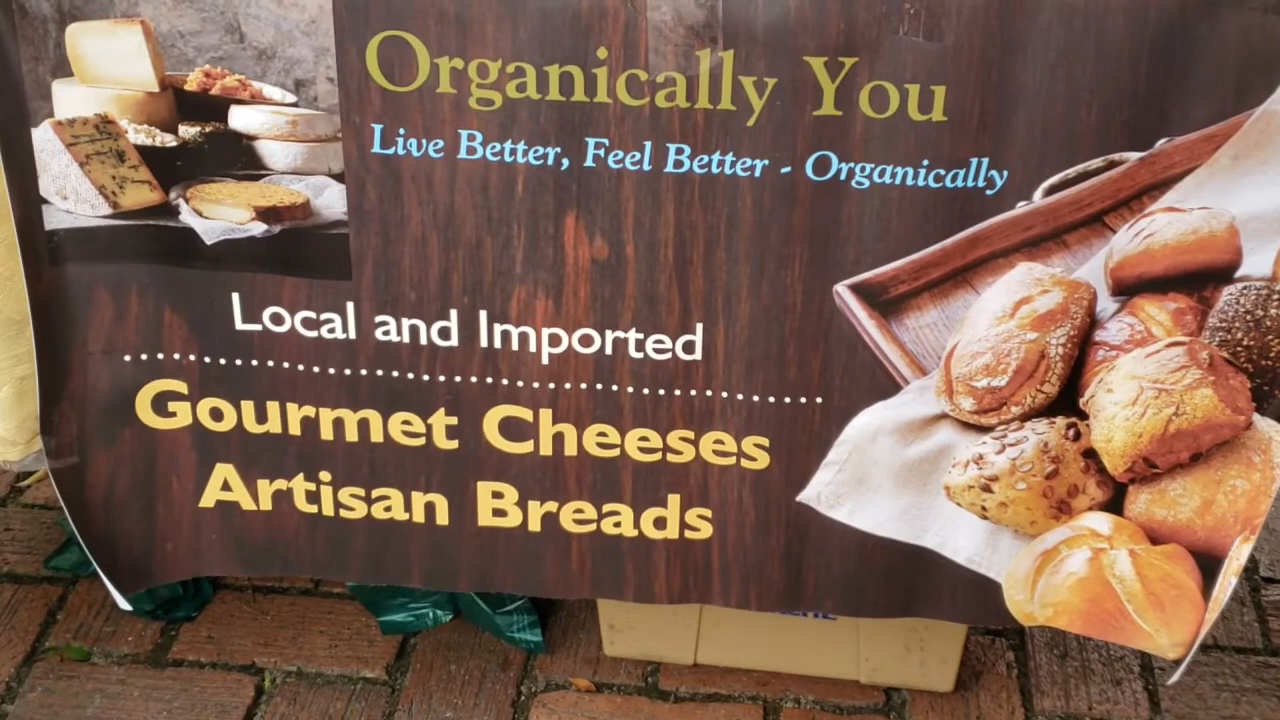 Organically You
Live Better, Feel Better - Organically
Local and Imported
Gourmet Cheeses
Artisan Breads